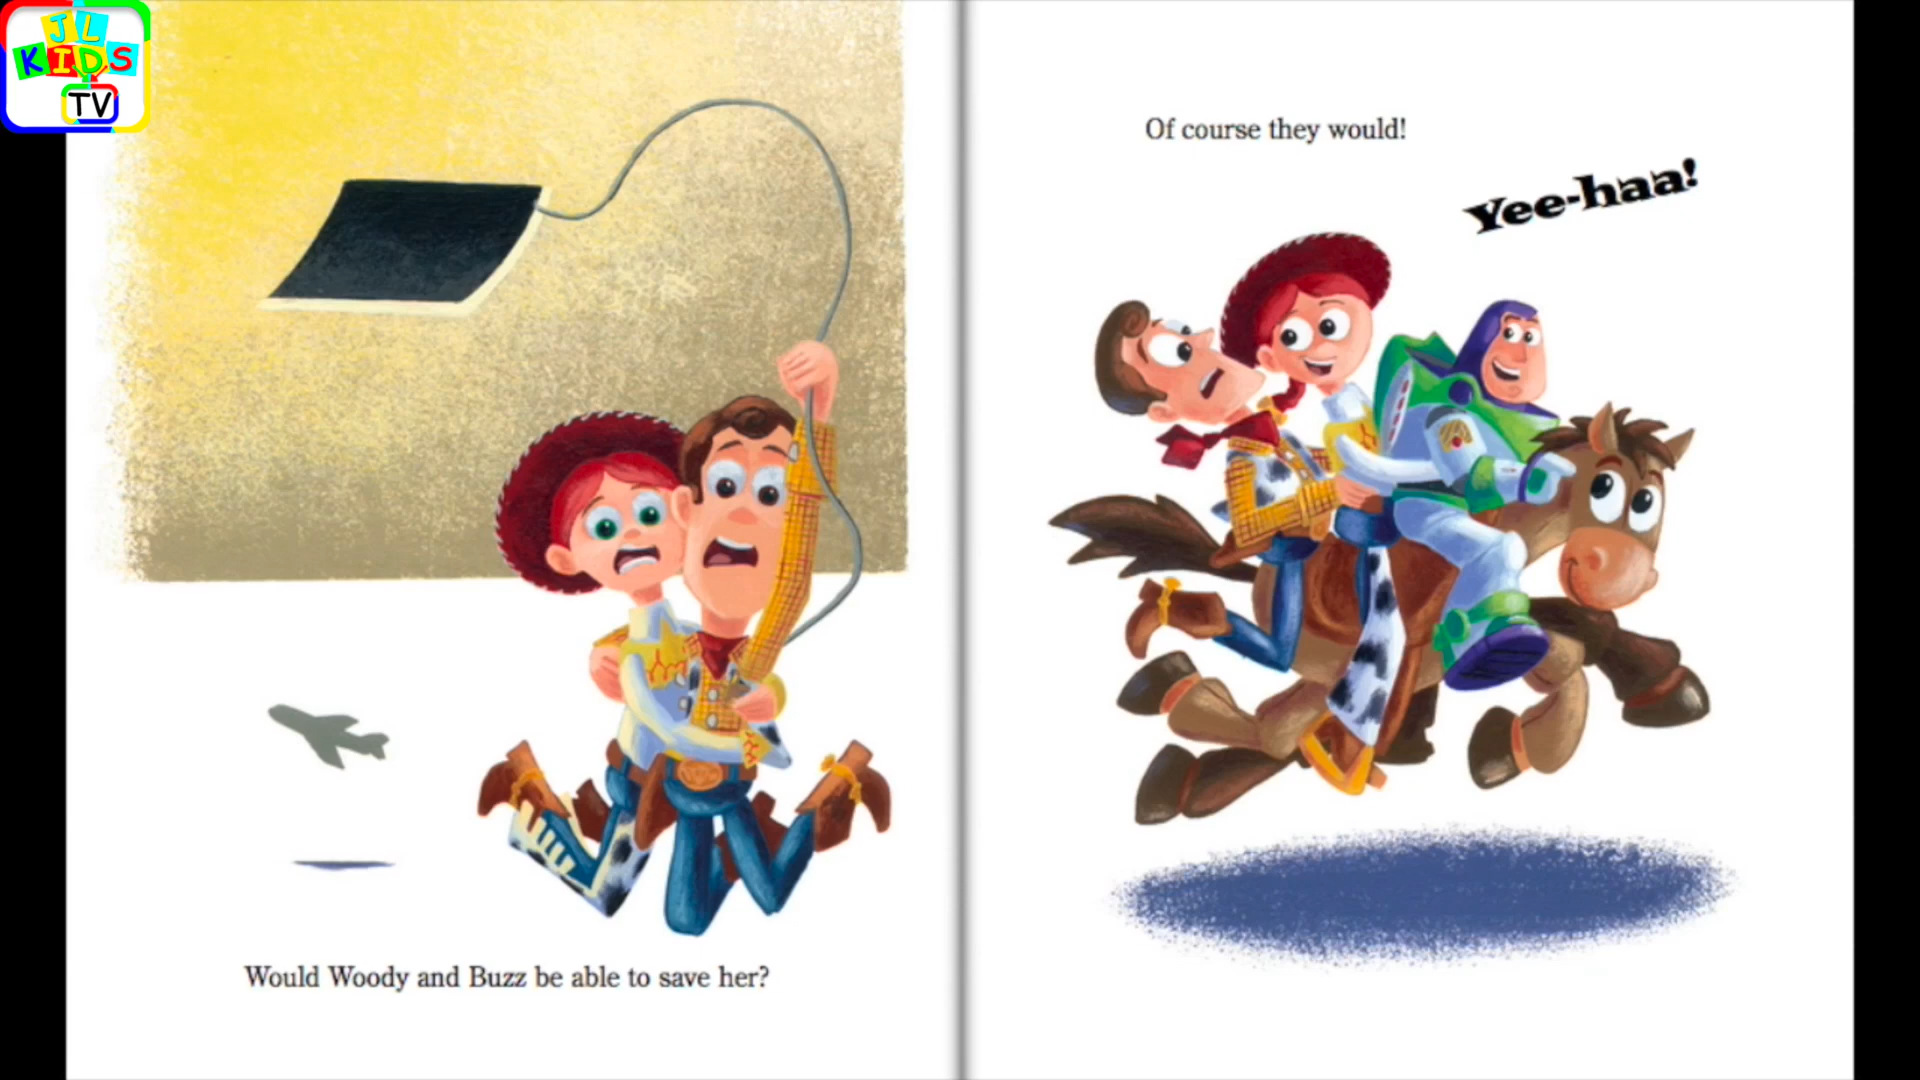 JL
KIDS
TV
Would Woody and Buzz be able to save her?
Of course they would!
Yee-haa!